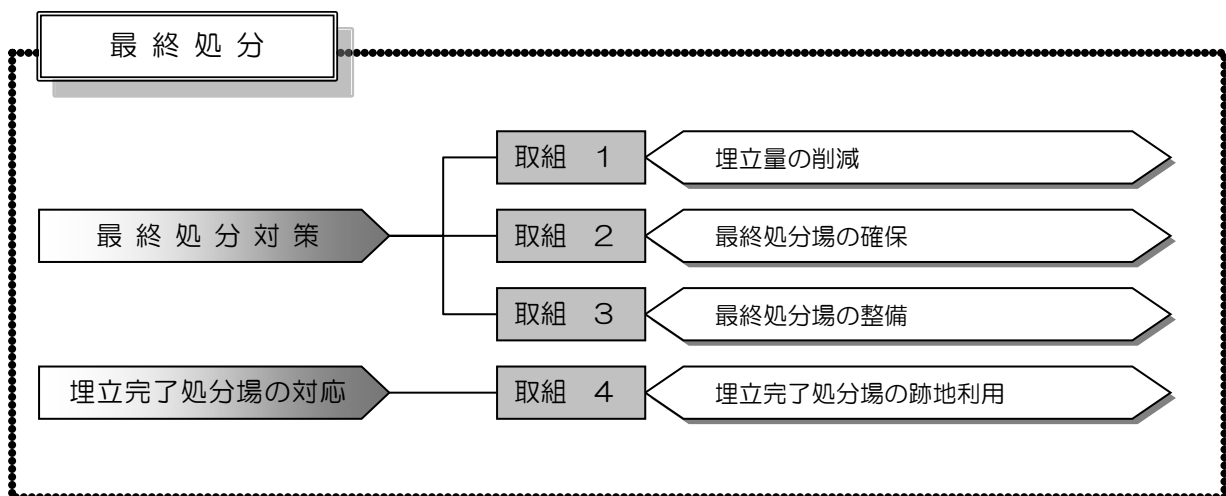 最終処分
取組 1
埋立量の削減
最終処分対策
取組 2
最終処分場の確保
取組 3
最終処分場の整備
埋立完了処分場の対応
取組 4
埋立完了処分場の跡地利用